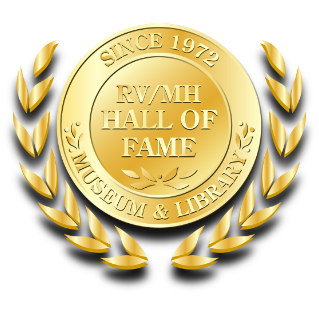 SINCE 1972
RV/MH
HALL OF
FAME
MUSEUM & LIBRARY